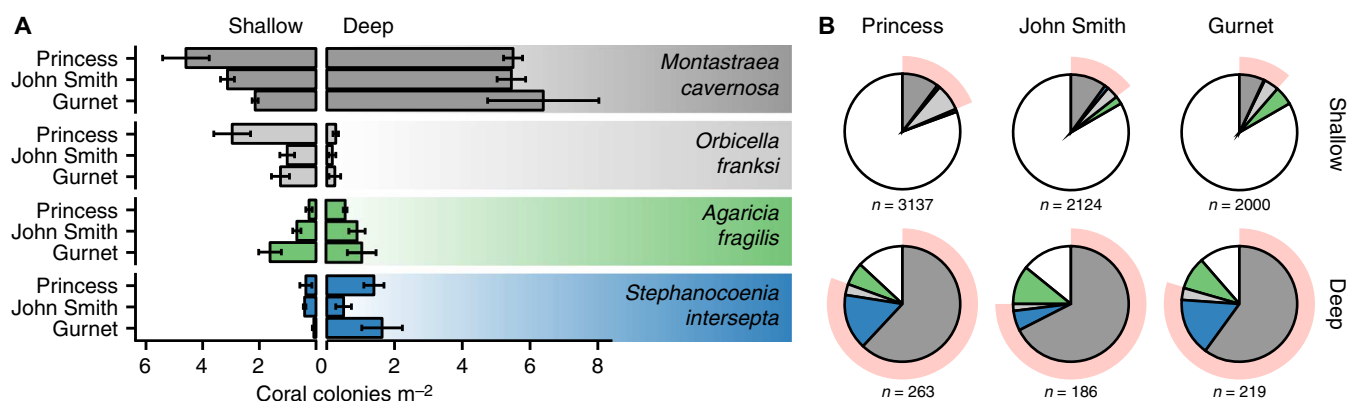 A
Shallow
Deep
Princess
John Smith
Gurnet
Montastraea
cavernosa
Princess
John Smith
Gurnet
Orbicella
franksi
Princess
John Smith
Gurnet
Agaricia
fragilis
Princess
John Smith
Gurnet
Stephanocoenia
intersepta
6 4 2 0 2 4 6 8
Coral colonies m⁻²
B
Princess
John Smith
Gurnet
Shallow
n = 3137
n = 2124
n = 2000
Deep
n = 263
n = 186
n = 219